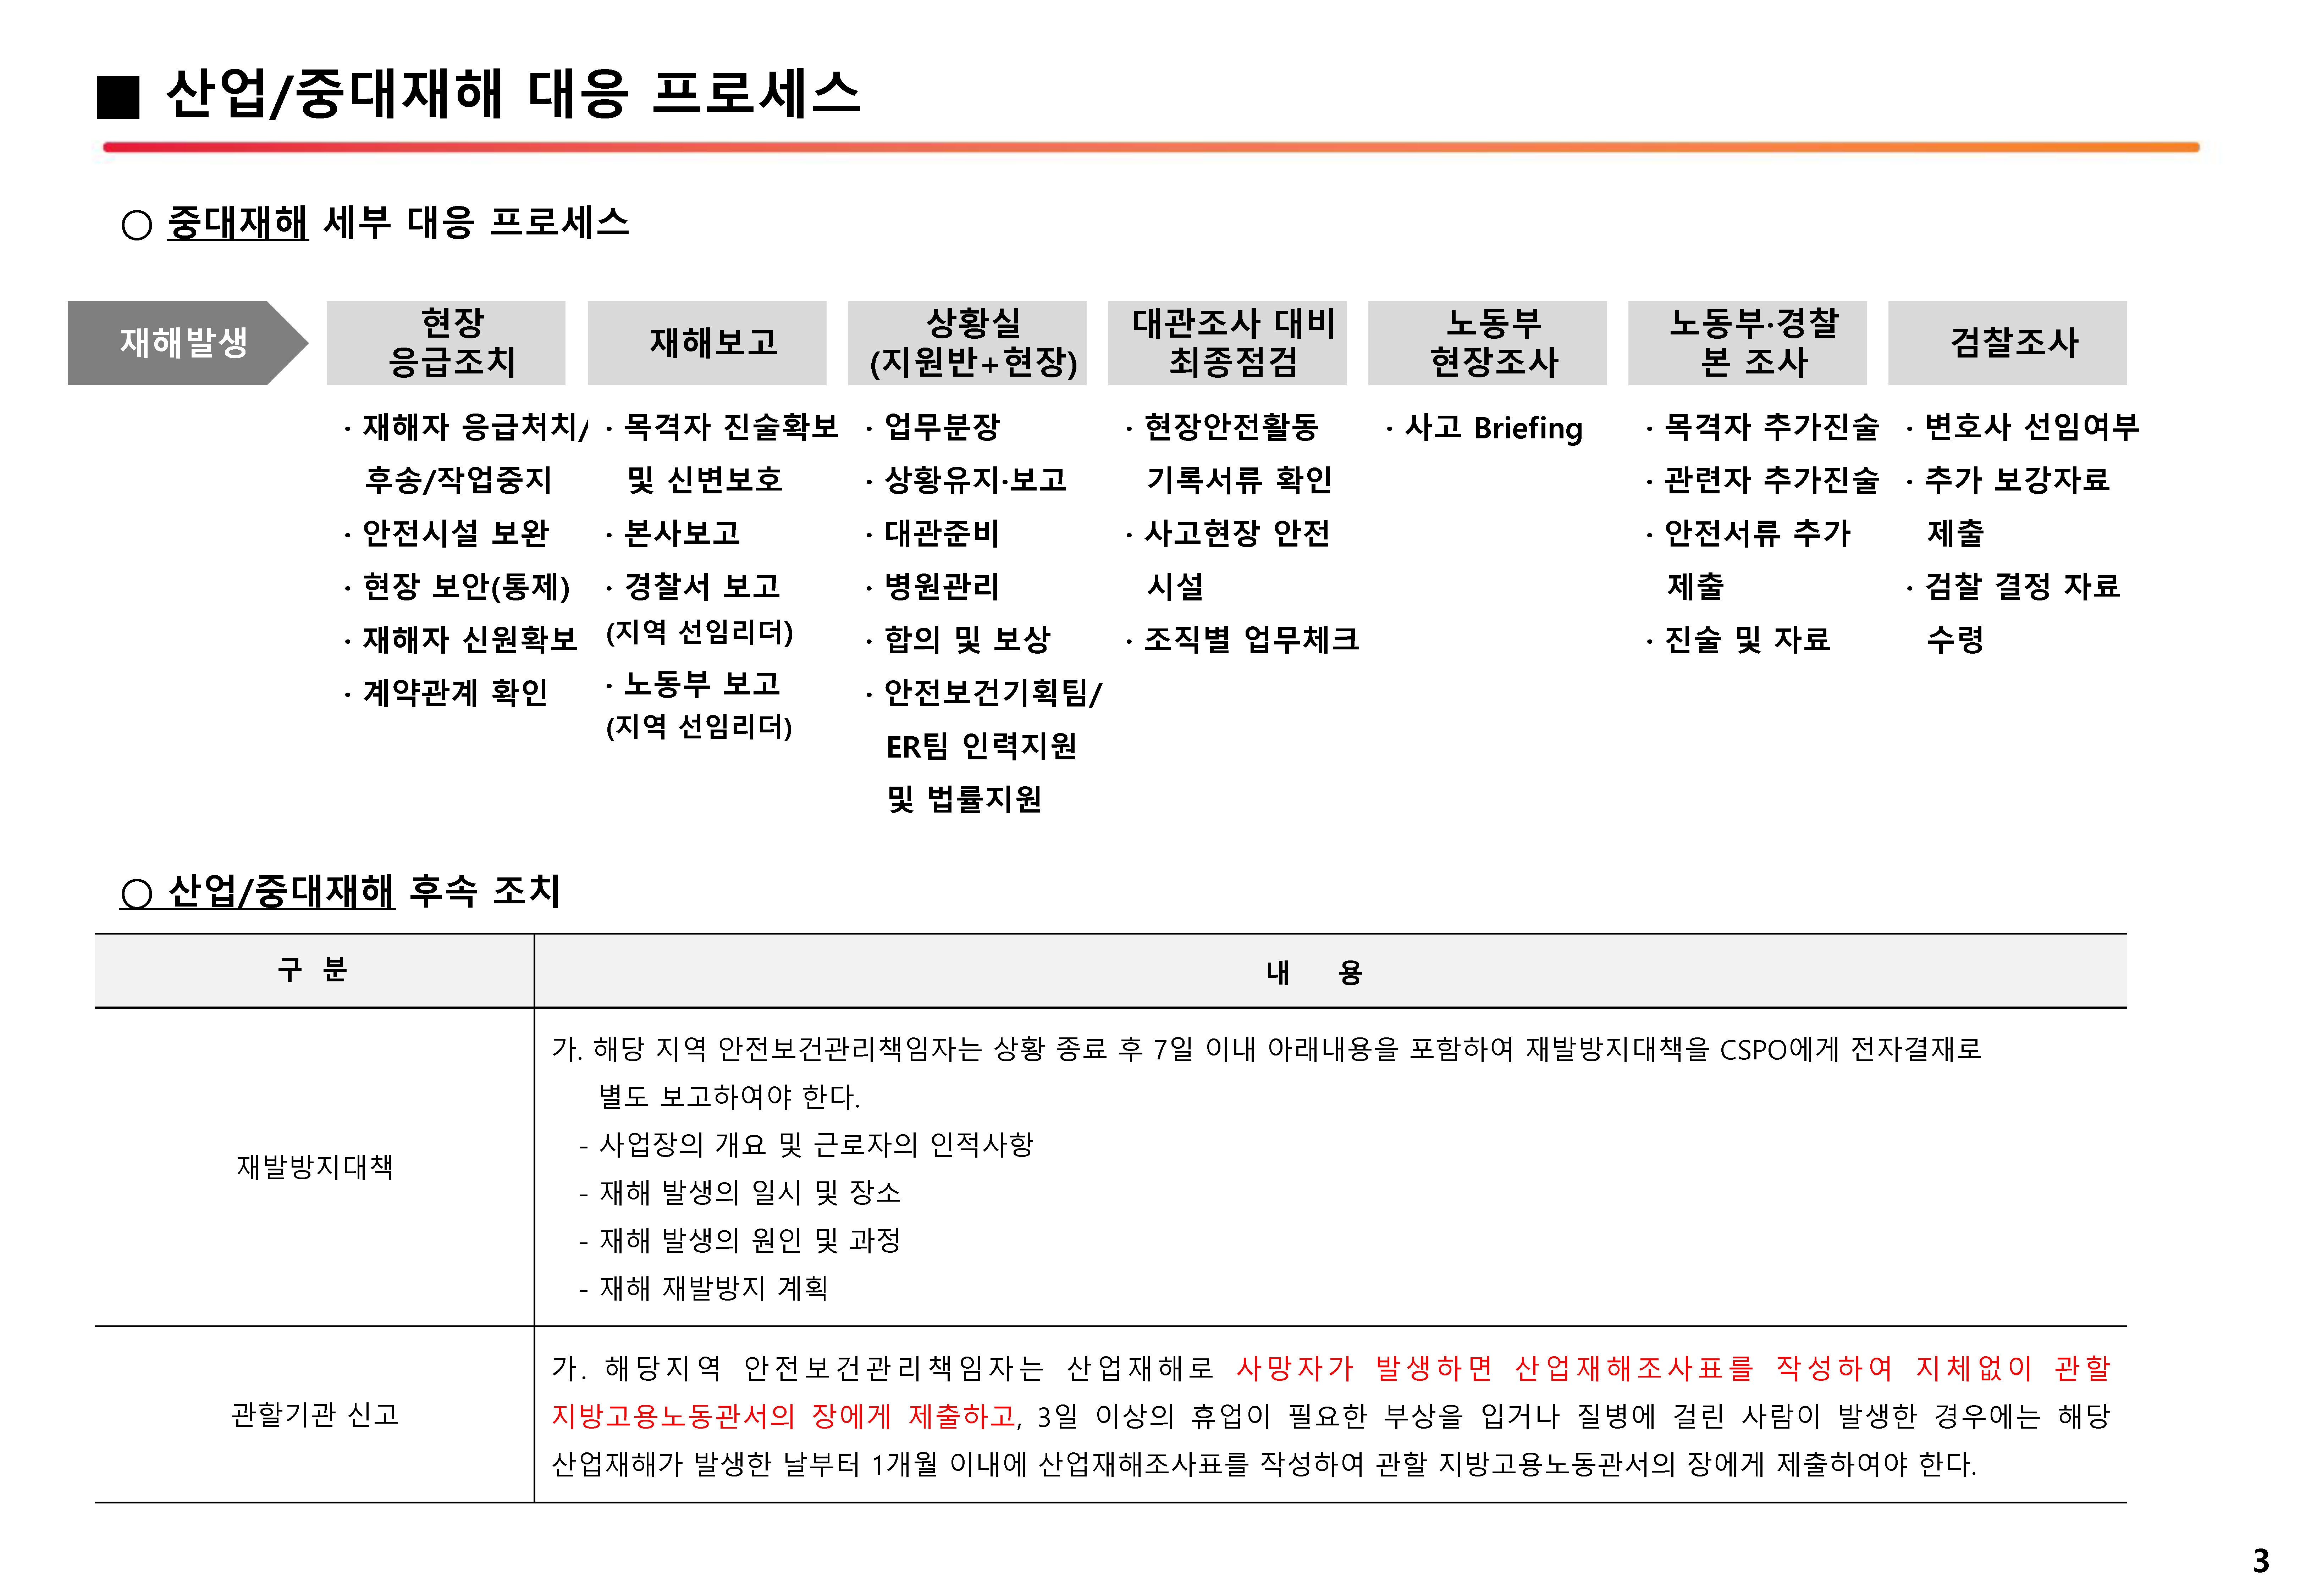 ■ 산업/중대재해 대응 프로세스
○ 중대재해 세부 대응 프로세스
재해발생
현장
응급조치
· 재해자 응급처치/
후송/작업중지
· 안전시설 보완
· 현장 보안(통제)
· 재해자 신원확보
· 계약관계 확인
재해보고
· 목격자 진술확보
및 신변보호
· 본사보고
· 경찰서 보고
(지역 선임리더)
· 노동부 보고
(지역 선임리더)
상황실
(지원반+현장)
· 업무분장
· 상황유지·보고
· 대관준비
· 병원관리
· 합의 및 보상
· 안전보건기획팀/
ER팀 인력지원
및 법률지원
대관조사 대비
최종점검
· 현장안전활동
기록서류 확인
· 사고현장 안전
시설
· 조직별 업무체크
노동부
현장조사
· 사고 Briefing
노동부·경찰
본 조사
· 목격자 추가진술
· 관련자 추가진술
· 안전서류 추가
제출
· 진술 및 자료
검찰조사
· 변호사 선임여부
· 추가 보강자료
제출
· 검찰 결정 자료
수령
○ 산업/중대재해 후속 조치
구 분
내 용
재발방지대책
가. 해당 지역 안전보건관리책임자는 상황 종료 후 7일 이내 아래내용을 포함하여 재발방지대책을 CSPO에게 전자결재로
별도 보고하여야 한다.
- 사업장의 개요 및 근로자의 인적사항
- 재해 발생의 일시 및 장소
- 재해 발생의 원인 및 과정
- 재해 재발방지 계획
관할기관 신고
가. 해당지역 안전보건관리책임자는 산업재해로 사망자가 발생하면 산업재해조사표를 작성하여 지체없이 관할
지방고용노동관서의 장에게 제출하고, 3일 이상의 휴업이 필요한 부상을 입거나 질병에 걸린 사람이 발생한 경우에는 해당
산업재해가 발생한 날부터 1개월 이내에 산업재해조사표를 작성하여 관할 지방고용노동관서의 장에게 제출하여야 한다.
3